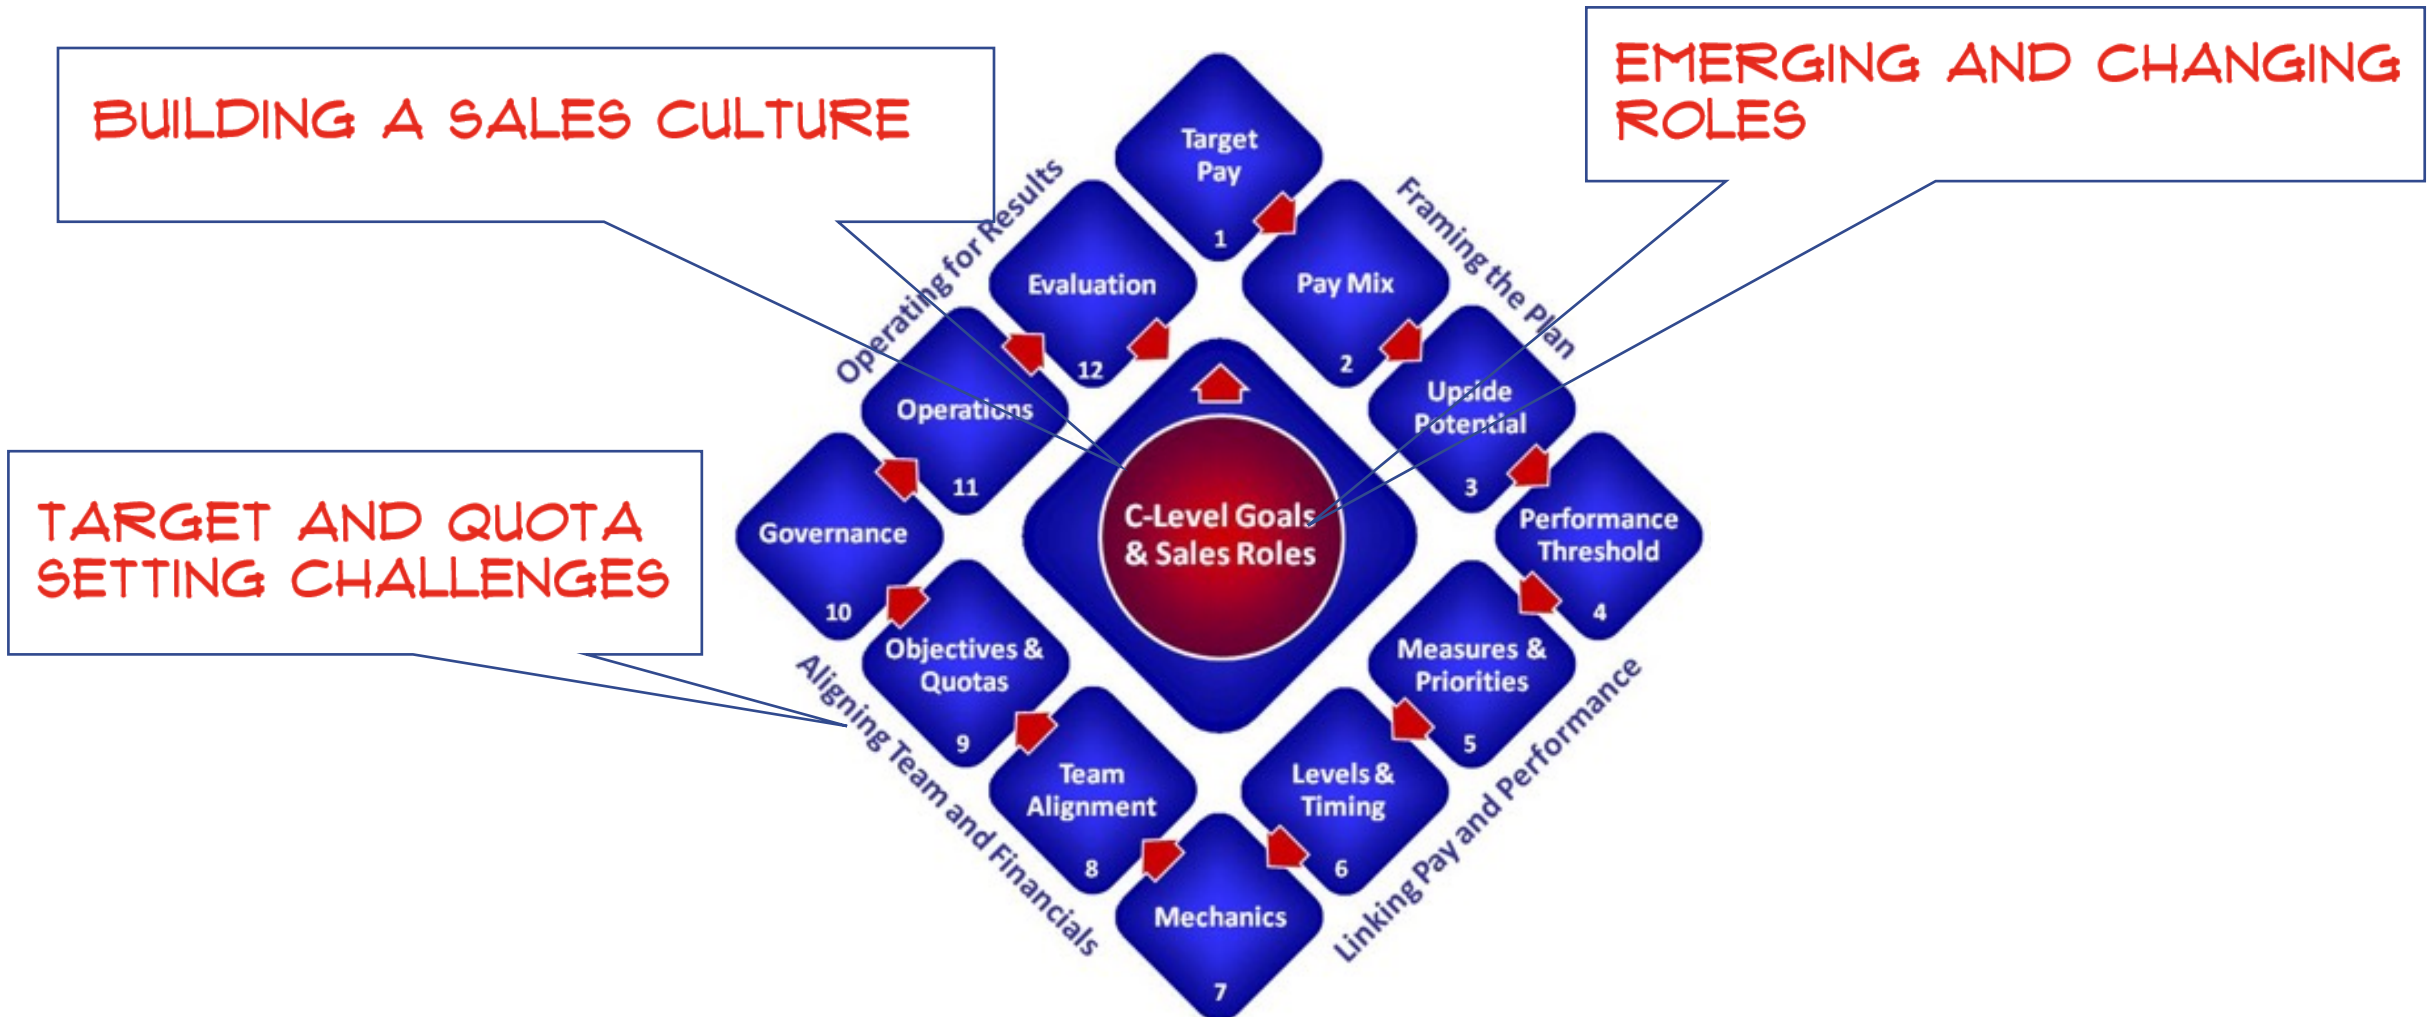 BUILDING A SALES CULTURE
EMERGING AND CHANGING
ROLES
TARGET AND QUOTA
SETTING CHALLENGES
Operating for Results
Framing the Plan
Aligning Team and Financials
Linking Pay and Performance
C-Level Goals
& Sales Roles
Target
Pay
1
Pay Mix
2
Upside
Potential
3
Performance
Threshold
4
Measures &
Priorities
5
Levels &
Timing
6
Mechanics
7
Team
Alignment
8
Objectives &
Quotas
9
Governance
10
Operations
11
Evaluation
12